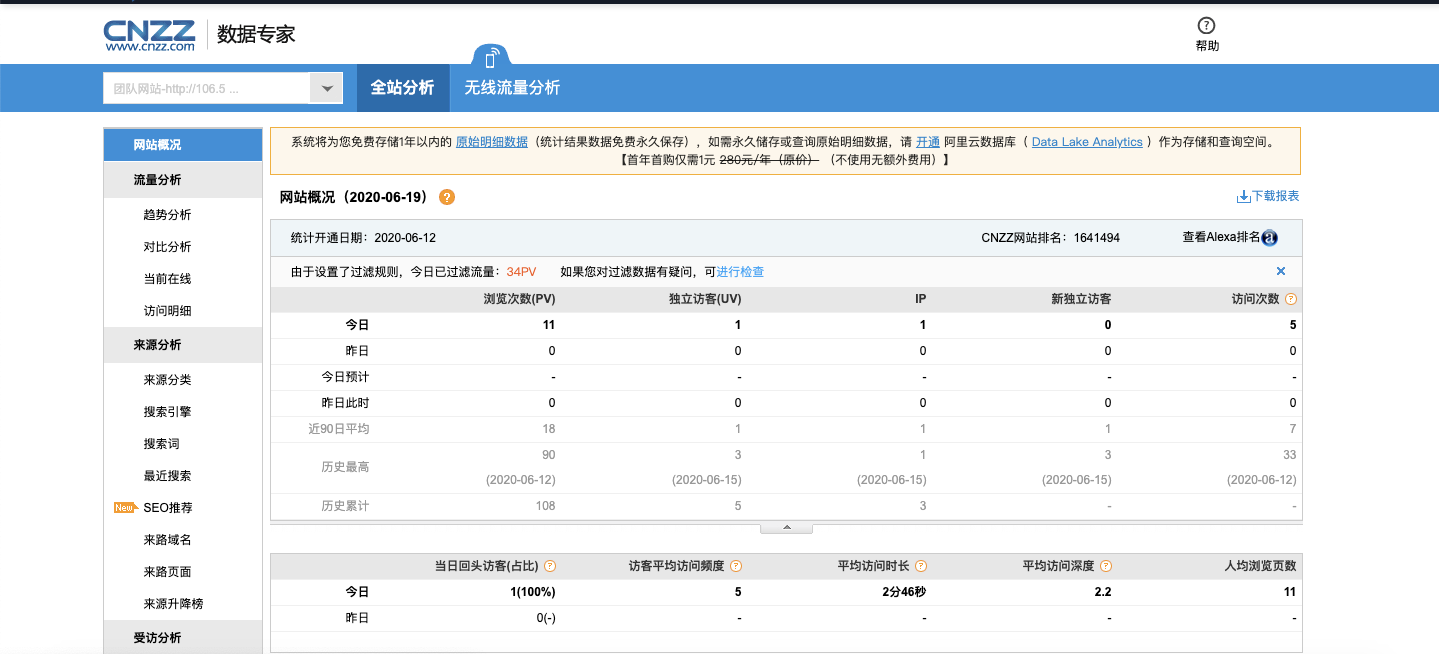 CNZZ
www.cnzz.com
数据专家
帮助
团队网站-http://106.5 ...
全站分析
无线流量分析
网站概况
流量分析
趋势分析
对比分析
当前在线
访问明细
来源分析
来源分类
搜索引擎
搜索词
最近搜索
New SEO推荐
来路域名
来路页面
来源升降榜
受访分析
系统将为您免费存储1年以内的 原始明细数据（统计结果数据免费永久保存），如需永久储存或查询原始明细数据，请 开通 阿里云数据库（ Data Lake Analytics ）作为存储和查询空间。
【首年首购仅需1元 280元/年（原价） （不使用无额外费用）】
网站概况（2020-06-19） ?
下载报表
统计开通日期：2020-06-12 CNZZ网站排名：1641494 查看Alexa排名 a
由于设置了过滤规则，今日已过滤流量：34PV 如果您对过滤数据有疑问，可进行检查 ×
浏览次数(PV) 独立访客(UV) IP 新独立访客 访问次数 ?
今日 11 1 1 0 5
昨日 0 0 0 0 0
今日预计 - - - - -
昨日此时 0 0 0 0 0
近90日平均 18 1 1 1 7
历史最高 90 3 1 3 33
(2020-06-12) (2020-06-15) (2020-06-15) (2020-06-15) (2020-06-12)
历史累计 108 5 3 - -
当日回头访客(占比) ? 访客平均访问频度 ? 平均访问时长 ? 平均访问深度 ? 人均浏览页数
今日 1(100%) 5 2分46秒 2.2 11
昨日 0(-) - - - -